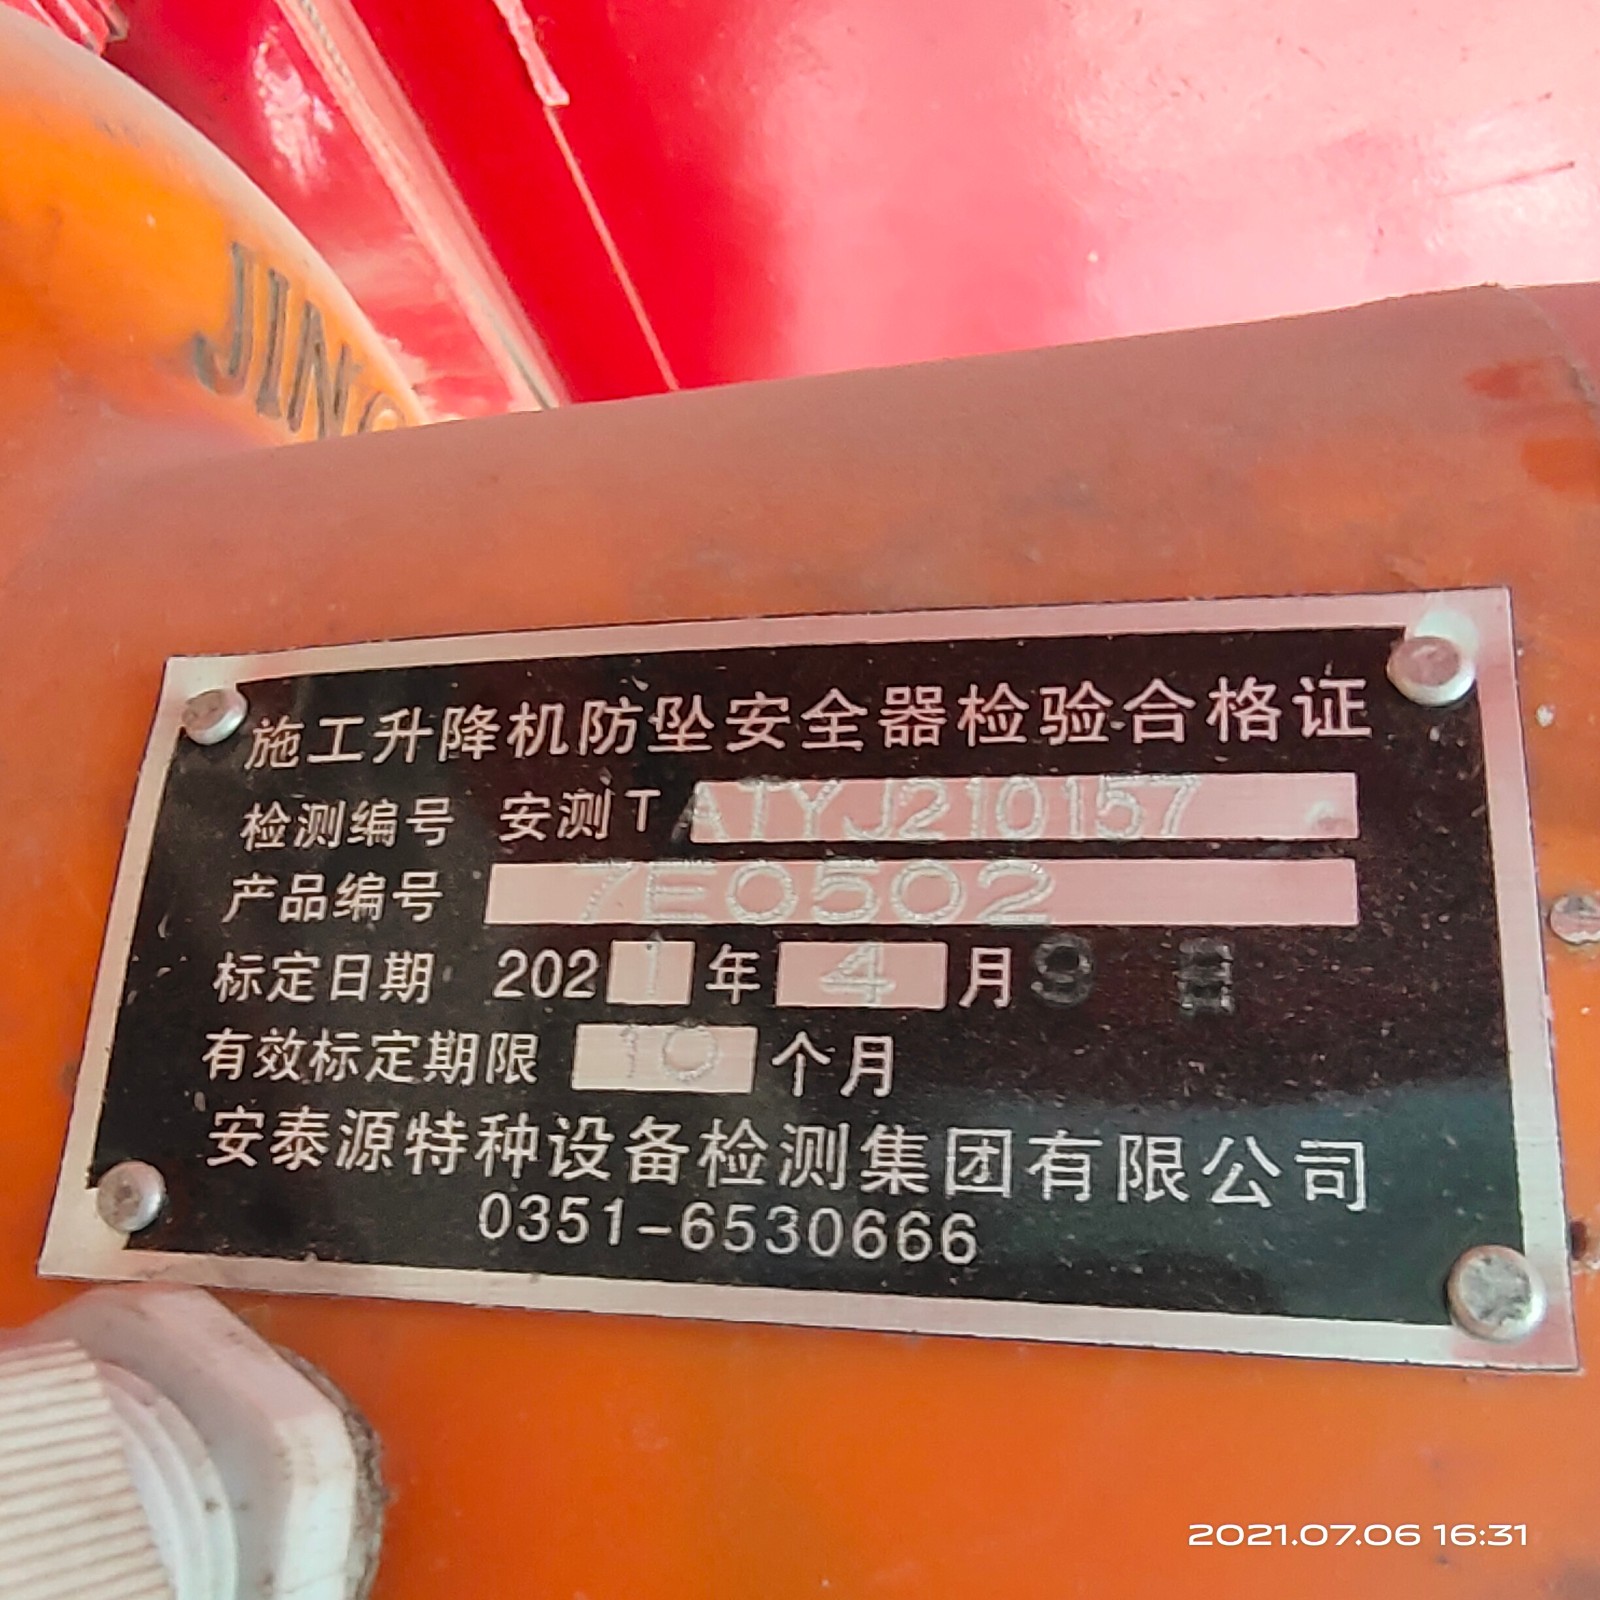 JING
施工升降机防坠安全器检验合格证
检测编号 安测T ATYJ210157
产品编号 7E0502
标定日期 2021年4月9日
有效标定期限 10个月
安泰源特种设备检测集团有限公司
0351-6530666
2021.07.06 16:31